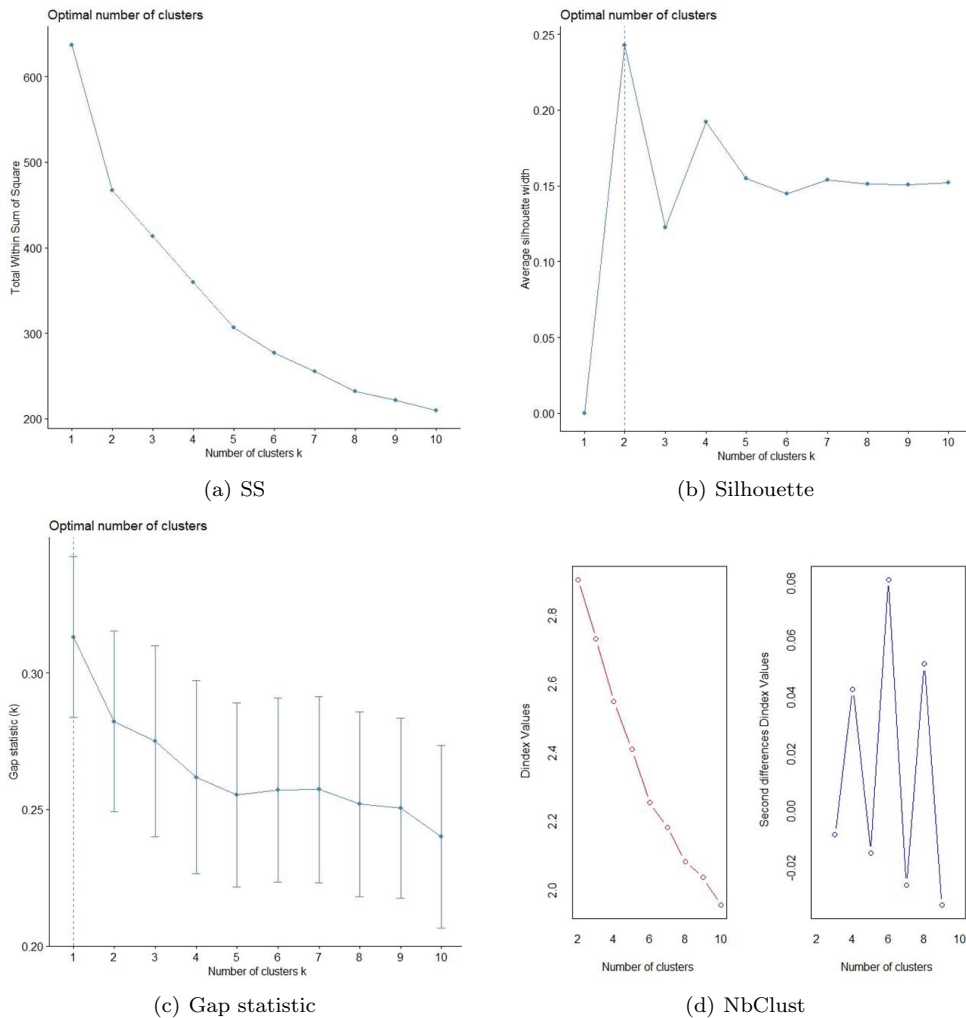 Optimal number of clusters
Total Within Sum of Square
600
500
400
300
200
1 2 3 4 5 6 7 8 9 10
Number of clusters k
(a) SS
Optimal number of clusters
Average silhouette width
0.25
0.20
0.15
0.10
0.05
0.00
1 2 3 4 5 6 7 8 9 10
Number of clusters k
(b) Silhouette
Optimal number of clusters
Gap statistic (k)
0.30
0.25
0.20
1 2 3 4 5 6 7 8 9 10
Number of clusters k
(c) Gap statistic
Dindex Values
2.8
2.6
2.4
2.2
2.0
2 4 6 8 10
Number of clusters
Second differences Dindex Values
0.08
0.06
0.04
0.02
0.00
-0.02
2 4 6 8 10
Number of clusters
(d) NbClust